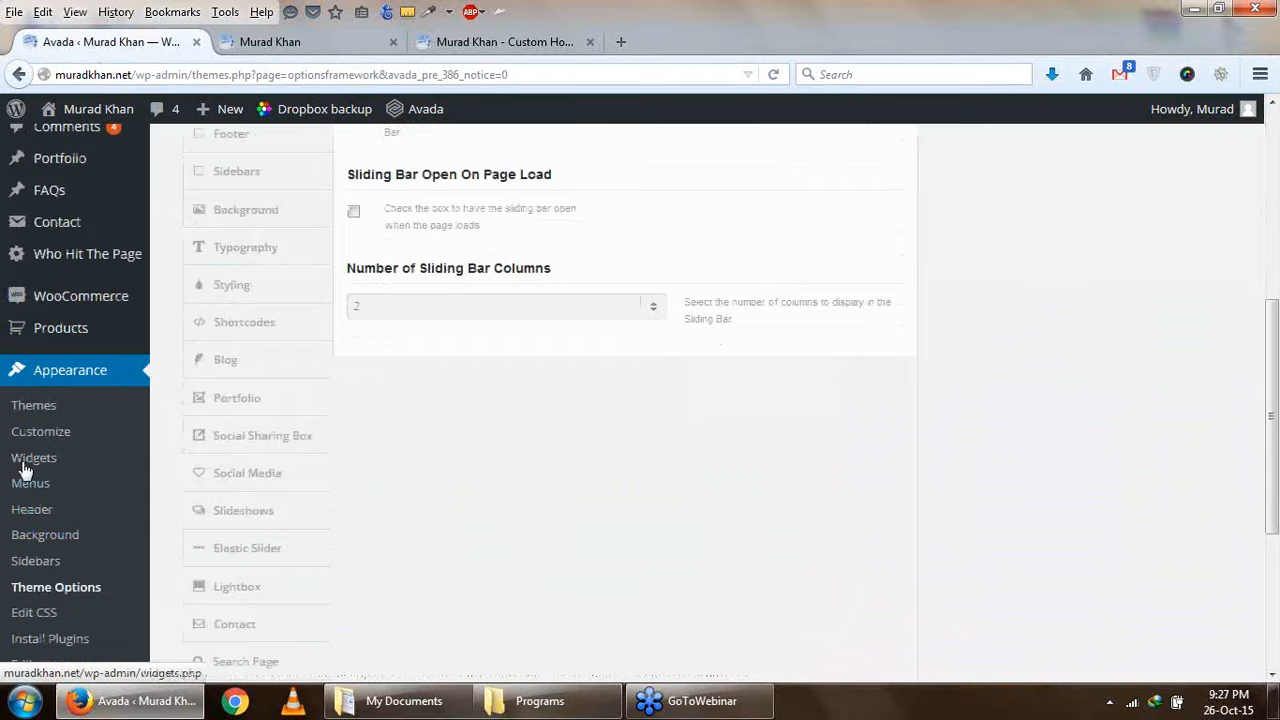 File Edit View History Bookmarks Tools Help ABP
Avada ‹ Murad Khan — W... × Murad Khan × Murad Khan - Custom Ho... × +
muradkhan.net/wp-admin/themes.php?page=optionsframework&avada_pre_386_notice=0 Search 8
Murad Khan 4 New Dropbox backup Avada Howdy, Murad
Comments 4
Portfolio
FAQs
Contact
Who Hit The Page
WooCommerce
Products
Appearance
Themes
Customize
Widgets
Menus
Header
Background
Sidebars
Theme Options
Edit CSS
Install Plugins
Footer
Sidebars
Background
Typography
Styling
Shortcodes
Blog
Portfolio
Social Sharing Box
Social Media
Slideshows
Elastic Slider
Lightbox
Contact
Search Page
Bar
Sliding Bar Open On Page Load
Check the box to have the sliding bar open
when the page loads
Number of Sliding Bar Columns
2
Select the number of columns to display in the
Sliding Bar
muradkhan.net/wp-admin/widgets.php
Avada ‹ Murad Kh... My Documents Programs GoToWebinar
9:27 PM
26-Oct-15